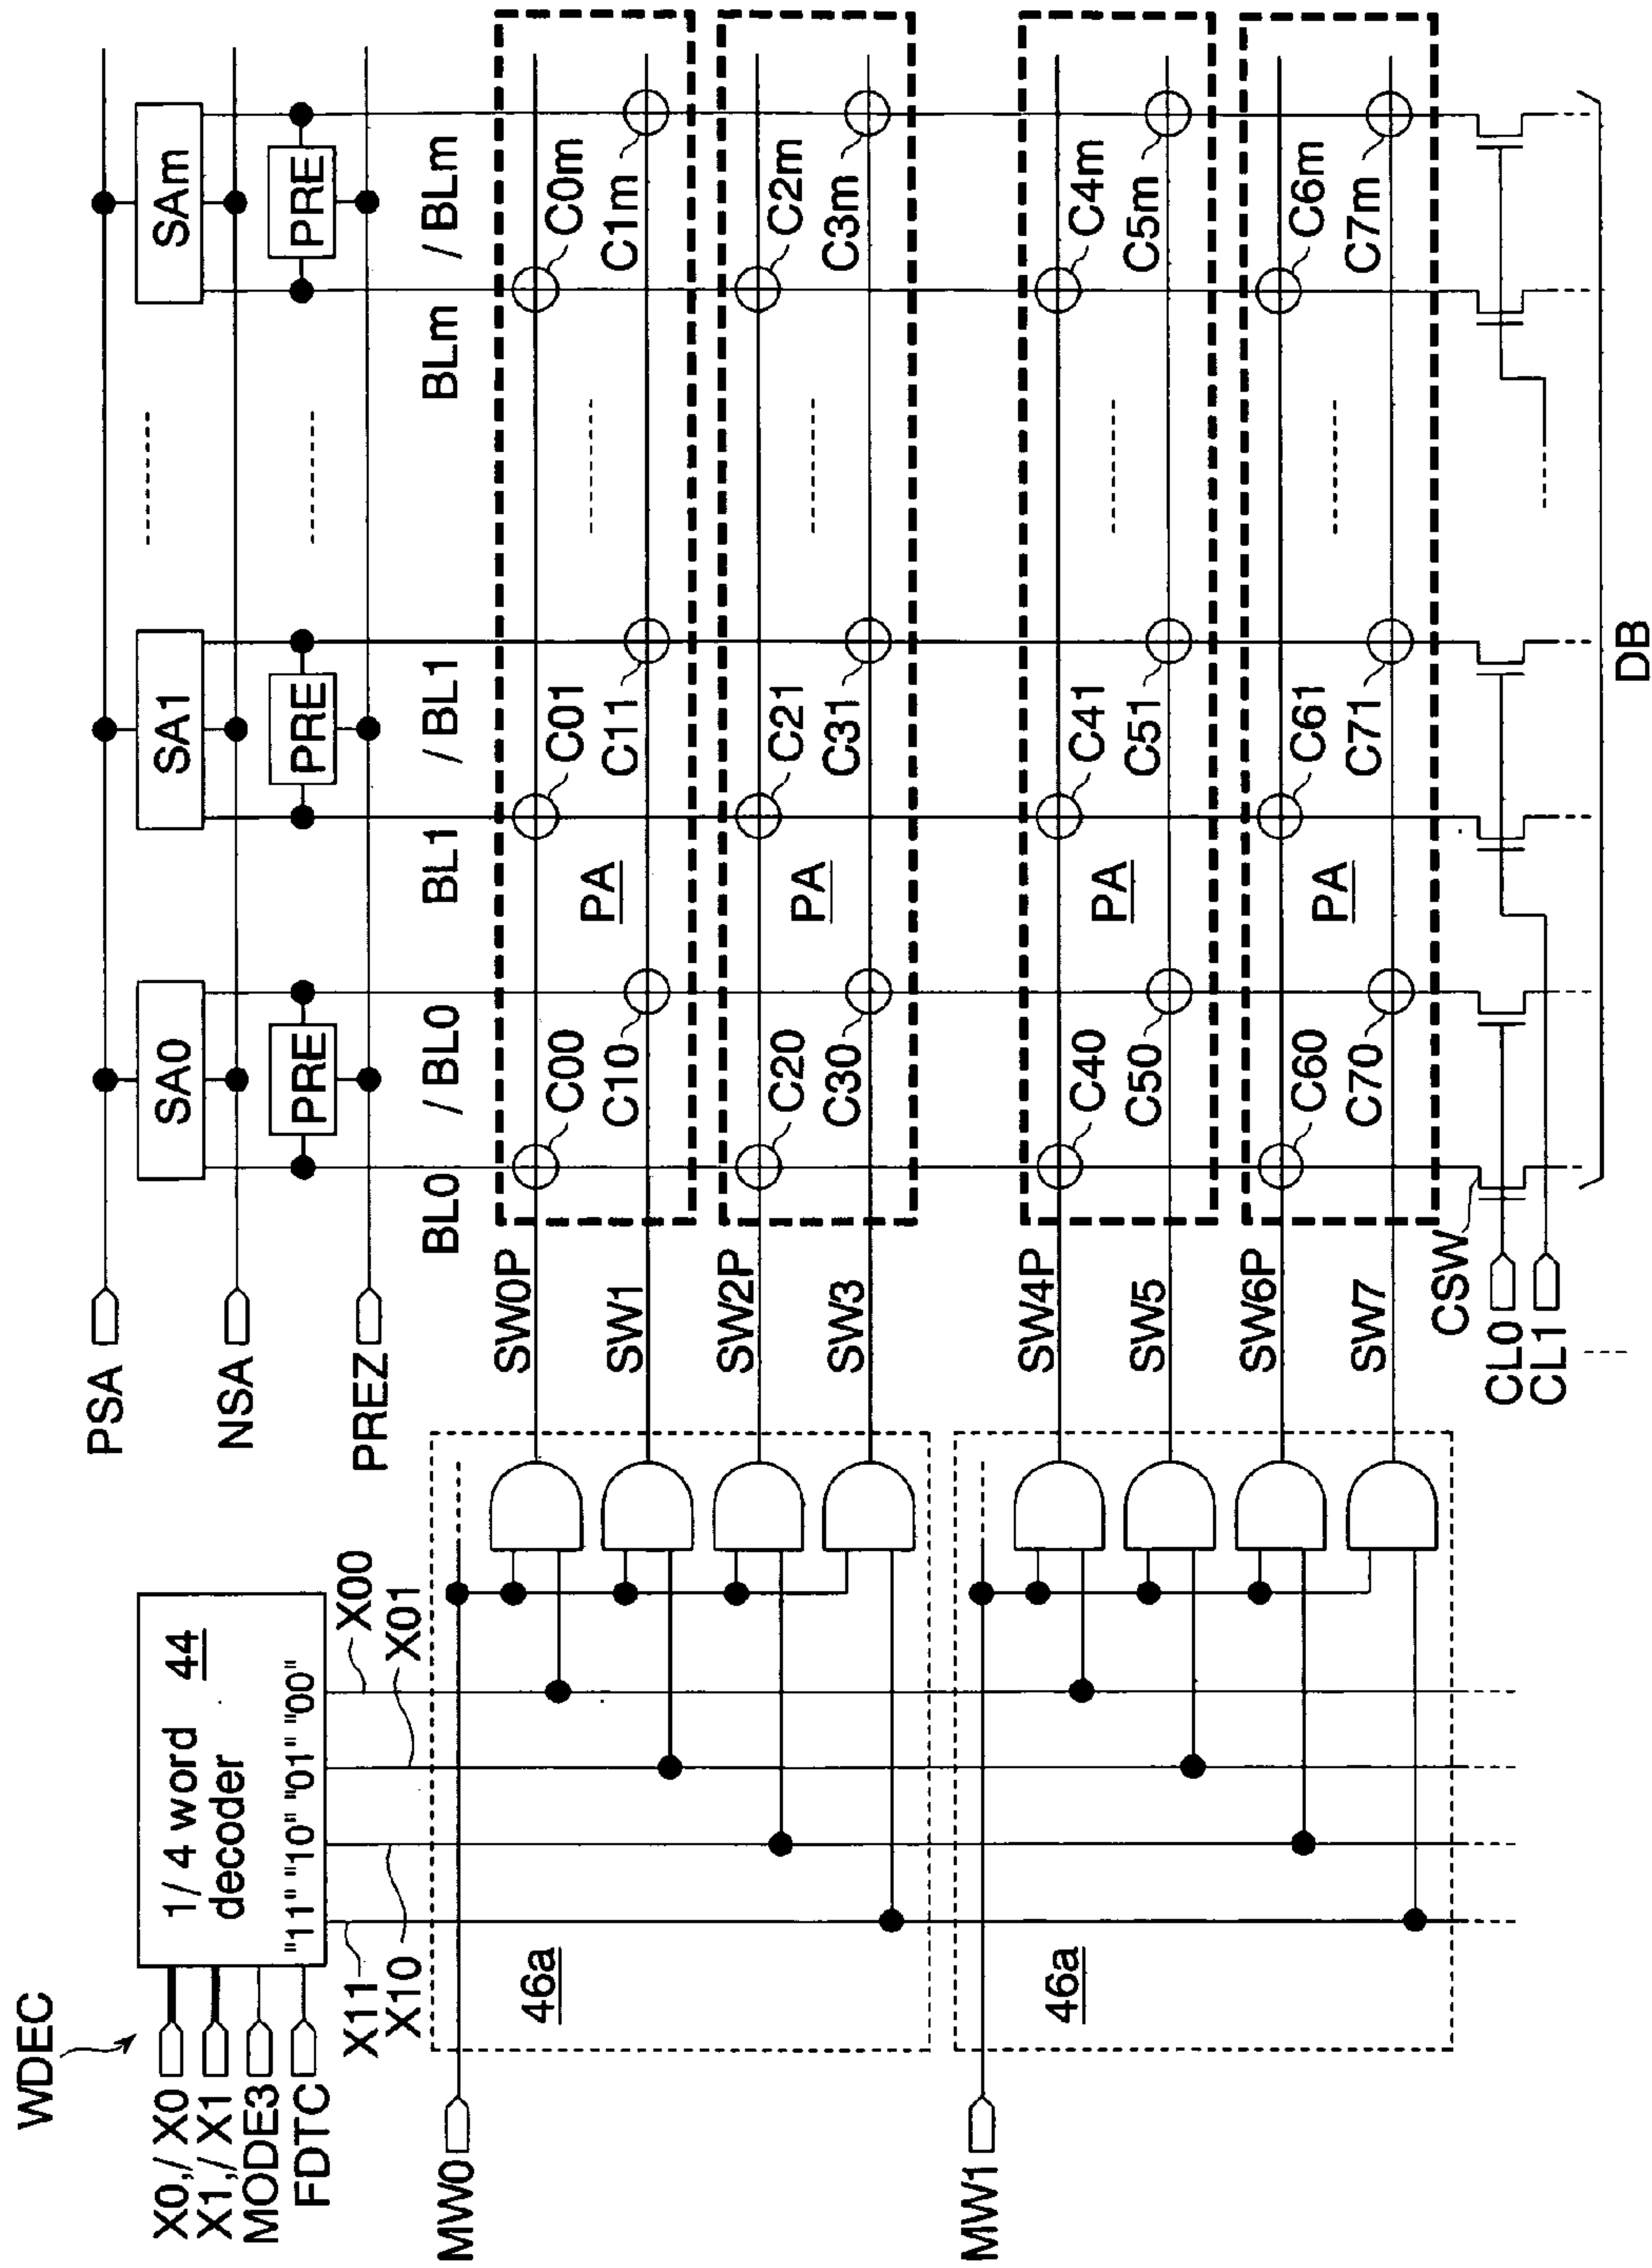 WDEC
X0,/X0
X1,/X1
MODE3
FDTC
1/4 word 44
decoder
"11" "10" "01" "00"
X11
X10
X00
X01
PSA
NSA
PREZ
SA0
SA1
SAm
PRE
PRE
PRE
BL0
/BL0
BL1
/BL1
BLm
/BLm
MW0
46a
SW0P
C00
C01
C0m
SW1
C10
C11
C1m
PA
SW2P
C20
C21
C2m
SW3
C30
C31
C3m
PA
MW1
46a
SW4P
C40
C41
C4m
SW5
C50
C51
C5m
PA
SW6P
C60
C61
C6m
SW7
C70
C71
C7m
PA
CSW
CL0
CL1
DB